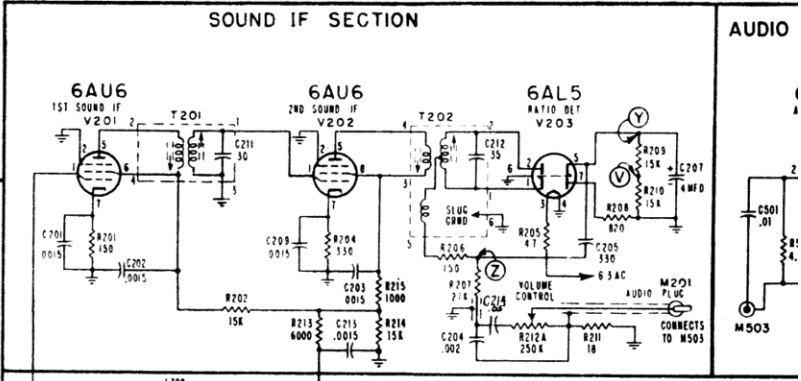 SOUND IF SECTION
AUDIO
6AU6
1ST SOUND IF
V201
T201
6AU6
2ND SOUND IF
V202
T202
6AL5
RATIO DET
V203
Y
R209
15K
C207
4MFD
V
R210
15K
C211
30
C212
35
SLUG
GRND
R208
820
C201
.0015
R201
150
C202
.0015
C209
.0015
R204
330
C203
.0015
R215
1000
R206
150
R205
47
C205
330
Z
6.3 AC
R207
C214
VOLUME
CONTROL
AUDIO
M201
PLUG
CONNECTS
TO M503
R202
15K
R213
6000
C213
.0015
R214
15K
C204
.002
R212A
250K
R211
18
C501
.01
M503